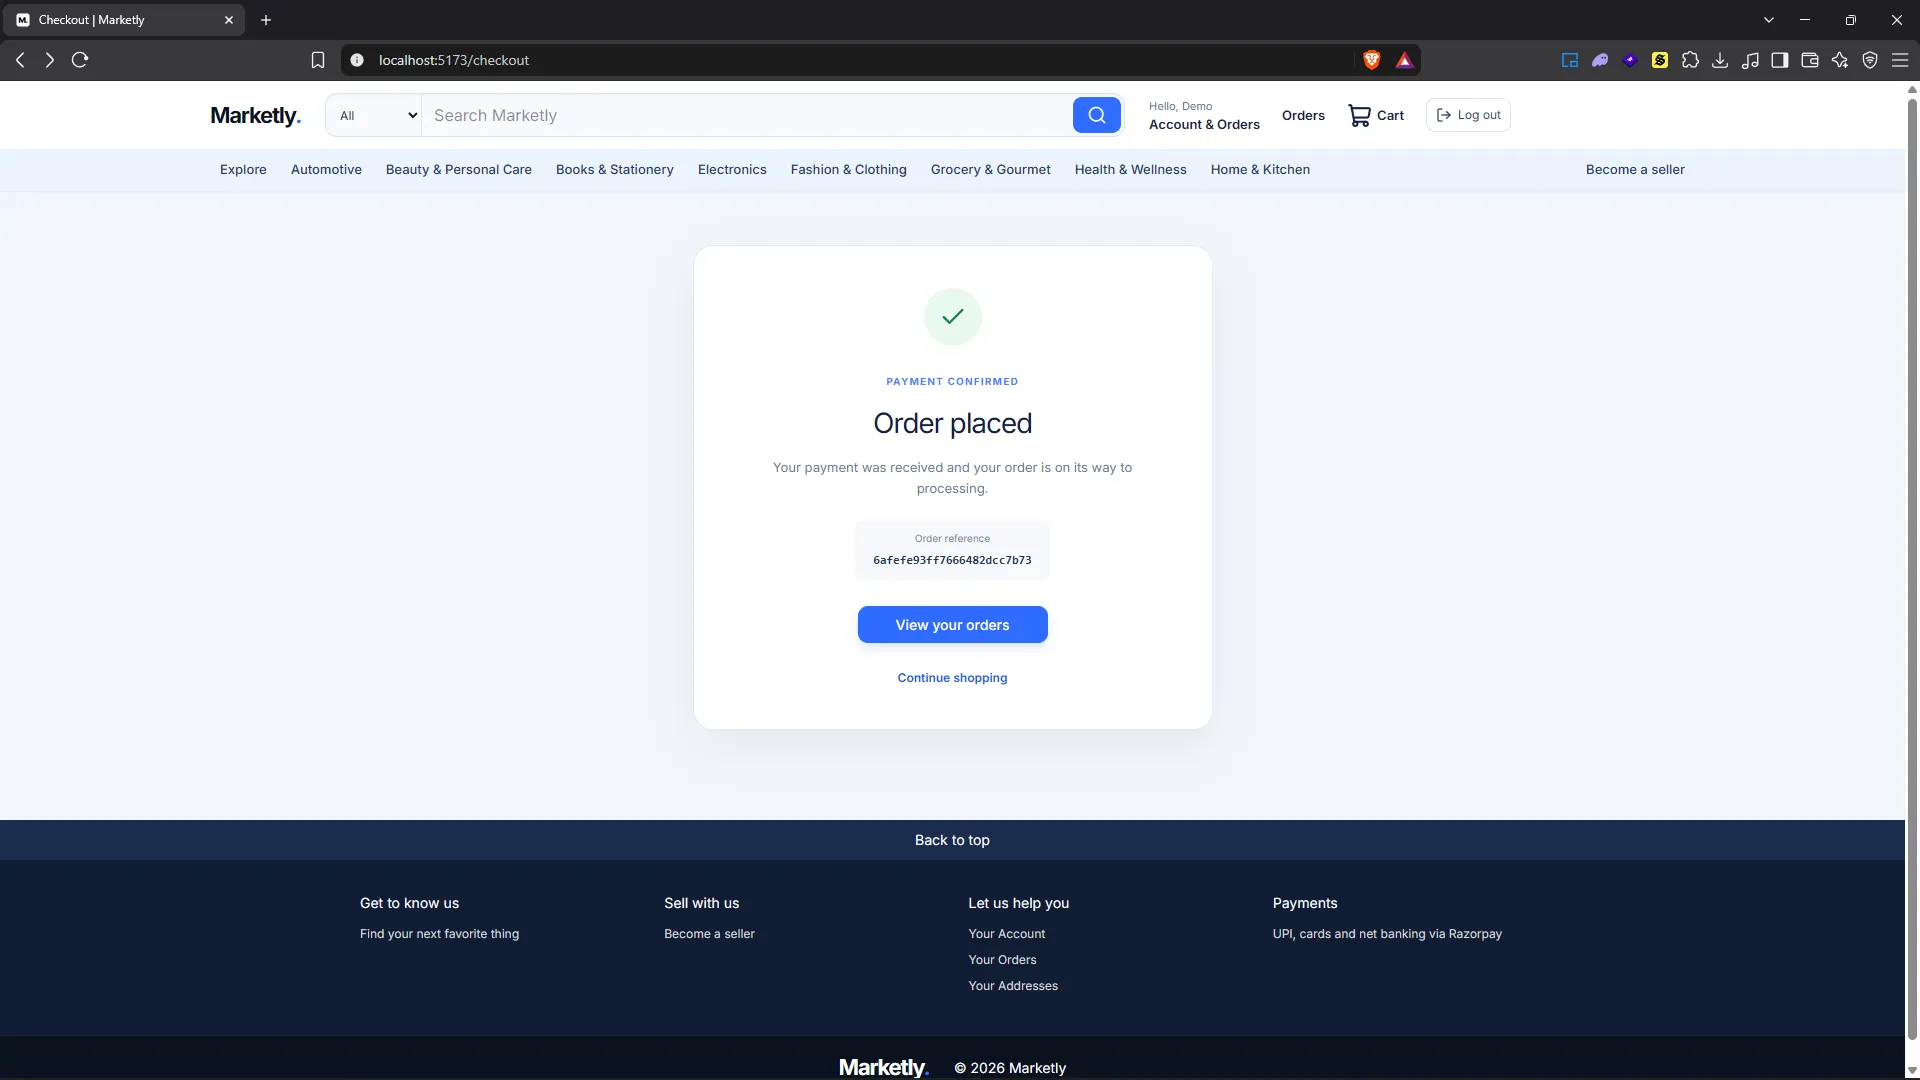 Checkout | Marketly
localhost:5173/checkout
Marketly.
All
Search Marketly
Hello, Demo
Account & Orders
Orders
Cart
Log out
Explore
Automotive
Beauty & Personal Care
Books & Stationery
Electronics
Fashion & Clothing
Grocery & Gourmet
Health & Wellness
Home & Kitchen
Become a seller
PAYMENT CONFIRMED
Order placed
Your payment was received and your order is on its way to
processing.
Order reference
6afefe93ff7666482dcc7b73
View your orders
Continue shopping
Back to top
Get to know us
Find your next favorite thing
Sell with us
Become a seller
Let us help you
Your Account
Your Orders
Your Addresses
Payments
UPI, cards and net banking via Razorpay
Marketly.
© 2026 Marketly